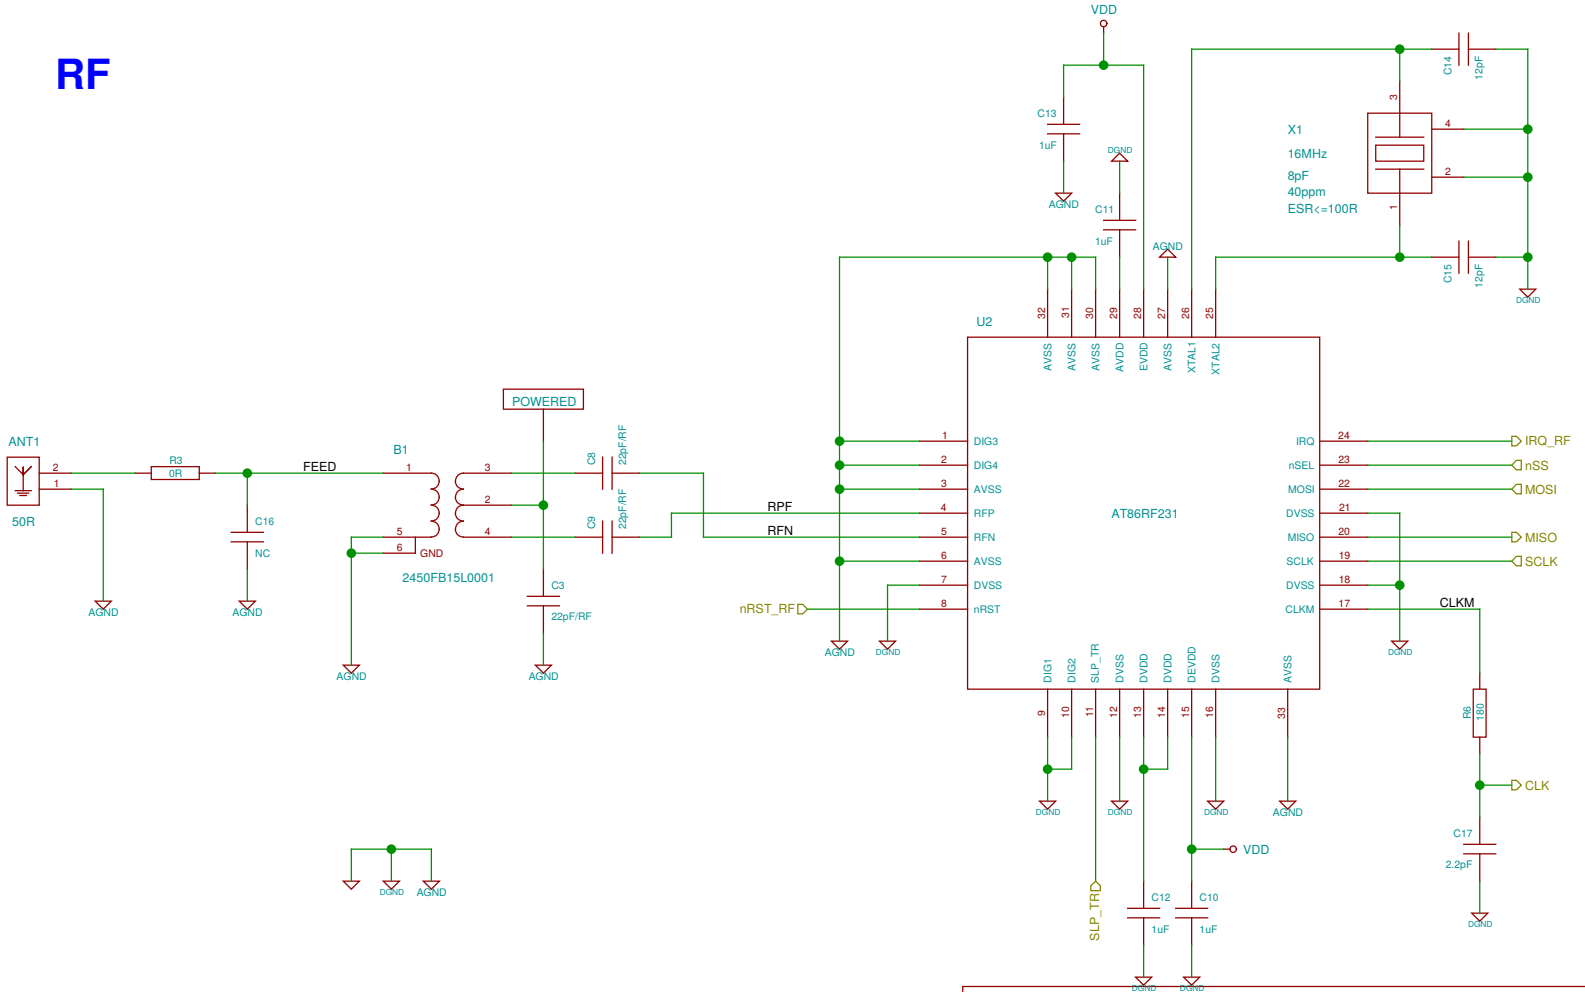 RF
VDD
C13
1uF
AGND
DGND
C11
1uF
AGND
C14
12pF
3
4
2
1
X1
16MHz
8pF
40ppm
ESR<=100R
C15
12pF
DGND
U2
32
31
30
29
28
27
26
25
AVSS
AVSS
AVSS
AVDD
EVDD
AVSS
XTAL1
XTAL2
POWERED
ANT1
2
1
50R
R3
0R
FEED
C16
NC
AGND
AGND
B1
1
5
6
GND
3
2
4
2450FB15L0001
C8
22pF/RF
C9
22pF/RF
C3
22pF/RF
AGND
AGND
RPF
RFN
nRST_RF
AGND
DGND
1 DIG3
2 DIG4
3 AVSS
4 RFP
5 RFN
6 AVSS
7 DVSS
8 nRST
AT86RF231
IRQ 24 IRQ_RF
nSEL 23 nSS
MOSI 22 MOSI
DVSS 21
MISO 20 MISO
SCLK 19 SCLK
DVSS 18
CLKM 17 CLKM
DGND
DIG1
DIG2
SLP_TR
DVSS
DVDD
DVDD
DEVDD
DVSS
AVSS
9
10
11
12
13
14
15
16
33
DGND
DGND
DGND
AGND
R6
180
CLK
C17
2.2pF
DGND
VDD
SLP_TR
C12
1uF
C10
1uF
DGND
DGND
DGND
AGND